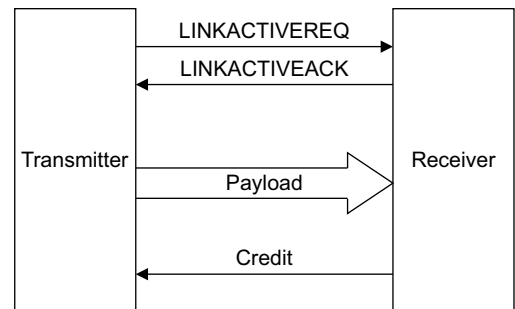 LINKACTIVEREQ
LINKACTIVEACK
Transmitter
Receiver
Payload
Credit